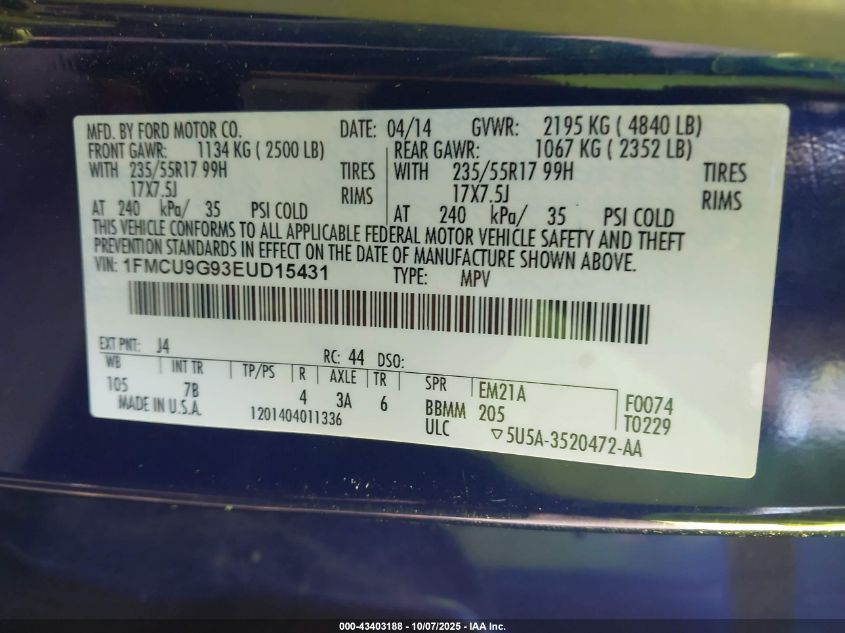 MFD. BY FORD MOTOR CO. DATE: 04/14 GVWR: 2195 KG ( 4840 LB)
FRONT GAWR: 1134 KG ( 2500 LB) REAR GAWR: 1067 KG ( 2352 LB)
WITH 235/55R17 99H TIRES WITH 235/55R17 99H TIRES
17X7.5J RIMS 17X7.5J RIMS
AT 240 kPa/ 35 PSI COLD AT 240 kPa/ 35 PSI COLD
THIS VEHICLE CONFORMS TO ALL APPLICABLE FEDERAL MOTOR VEHICLE SAFETY AND THEFT
PREVENTION STANDARDS IN EFFECT ON THE DATE OF MANUFACTURE SHOWN ABOVE.
VIN: 1FMCU9G93EUD15431 TYPE: MPV
EXT PNT: J4 RC: 44 DSO:
WB INT TR TP/PS R AXLE TR SPR EM21A F0074
105 7B 4 3A 6 BBMM 205 T0229
MADE IN U.S.A. 1201404011336 ULC ▽5U5A-3520472-AA
000-43403188 - 10/07/2025 - IAA Inc.